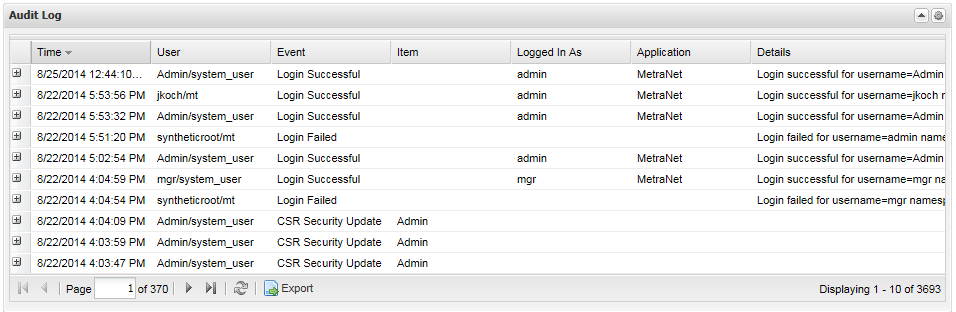 Audit Log
Time User Event Item Logged In As Application Details
8/25/2014 12:44:10... Admin/system_user Login Successful admin MetraNet Login successful for username=Admin
8/22/2014 5:53:56 PM jkoch/mt Login Successful admin MetraNet Login successful for username=jkoch n
8/22/2014 5:53:32 PM Admin/system_user Login Successful admin MetraNet Login successful for username=Admin
8/22/2014 5:51:20 PM syntheticroot/mt Login Failed Login failed for username=admin name
8/22/2014 5:02:54 PM Admin/system_user Login Successful admin MetraNet Login successful for username=Admin
8/22/2014 4:04:59 PM mgr/system_user Login Successful mgr MetraNet Login successful for username=mgr na
8/22/2014 4:04:54 PM syntheticroot/mt Login Failed Login failed for username=mgr namesp
8/22/2014 4:04:09 PM Admin/system_user CSR Security Update Admin
8/22/2014 4:03:59 PM Admin/system_user CSR Security Update Admin
8/22/2014 4:03:47 PM Admin/system_user CSR Security Update Admin
Page 1 of 370 Export Displaying 1 - 10 of 3693